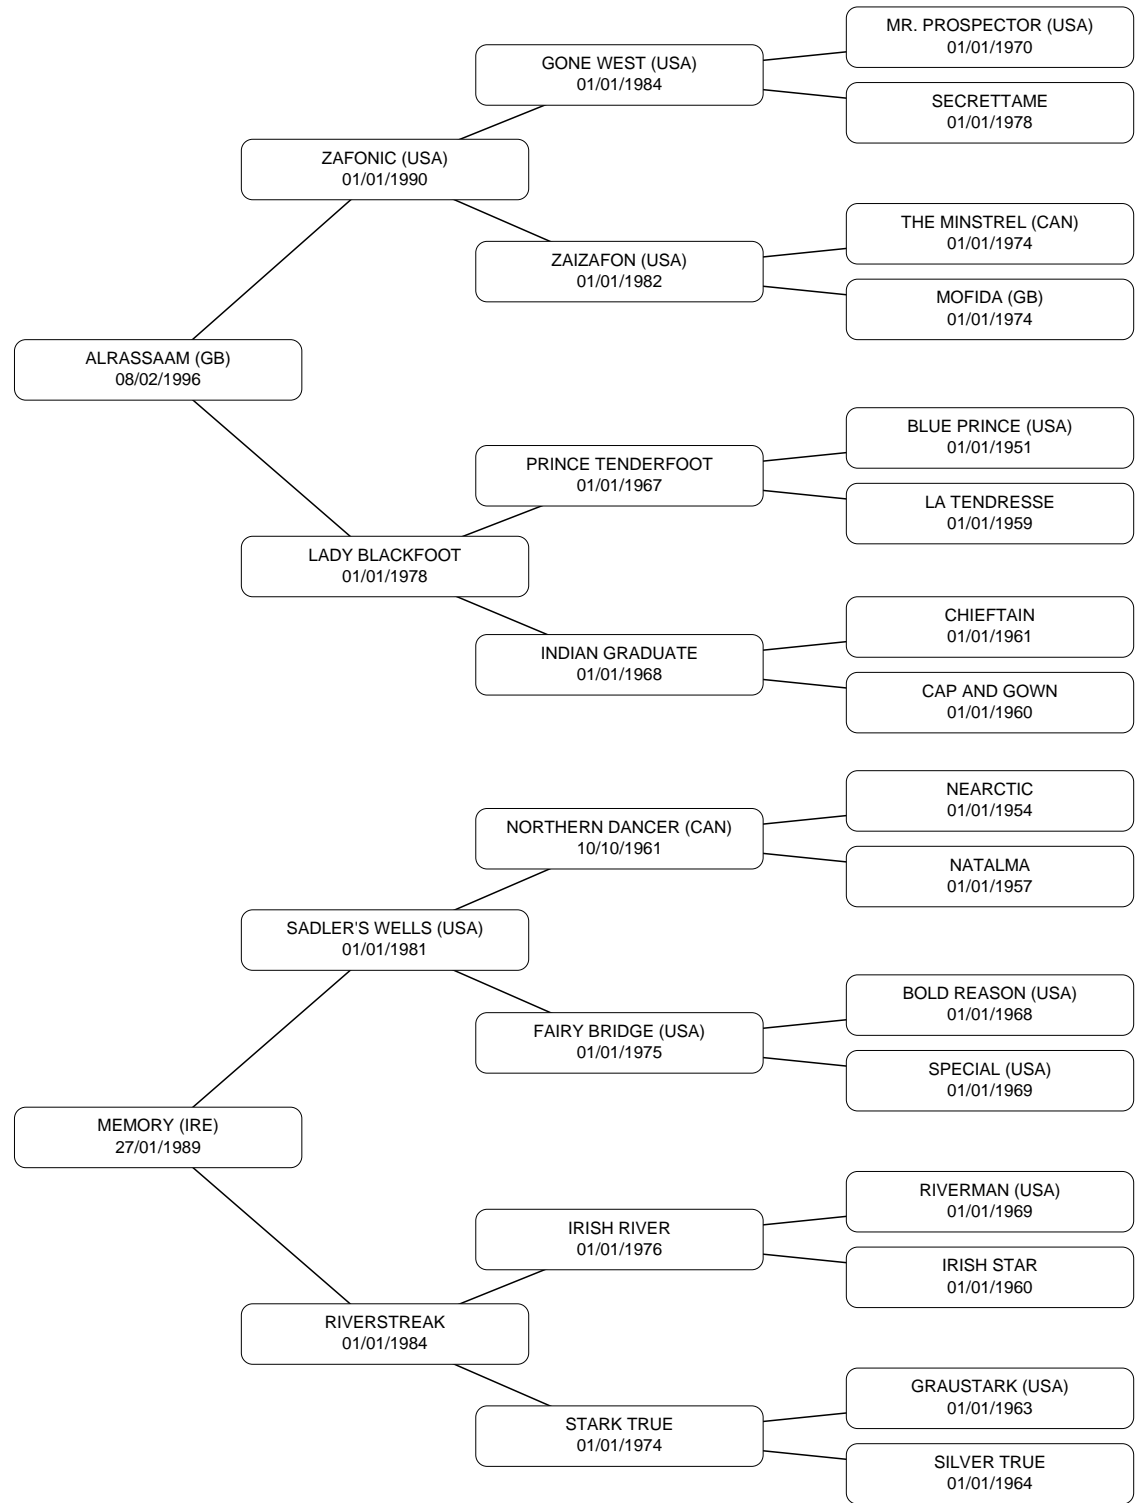 MR. PROSPECTOR (USA)
01/01/1970
GONE WEST (USA)
01/01/1984
SECRETTAME
01/01/1978
ZAFONIC (USA)
01/01/1990
THE MINSTREL (CAN)
01/01/1974
ZAIZAFON (USA)
01/01/1982
MOFIDA (GB)
01/01/1974
ALRASSAAM (GB)
08/02/1996
BLUE PRINCE (USA)
01/01/1951
PRINCE TENDERFOOT
01/01/1967
LA TENDRESSE
01/01/1959
LADY BLACKFOOT
01/01/1978
CHIEFTAIN
01/01/1961
INDIAN GRADUATE
01/01/1968
CAP AND GOWN
01/01/1960
NEARCTIC
01/01/1954
NORTHERN DANCER (CAN)
10/10/1961
NATALMA
01/01/1957
SADLER'S WELLS (USA)
01/01/1981
BOLD REASON (USA)
01/01/1968
FAIRY BRIDGE (USA)
01/01/1975
SPECIAL (USA)
01/01/1969
MEMORY (IRE)
27/01/1989
RIVERMAN (USA)
01/01/1969
IRISH RIVER
01/01/1976
IRISH STAR
01/01/1960
RIVERSTREAK
01/01/1984
GRAUSTARK (USA)
01/01/1963
STARK TRUE
01/01/1974
SILVER TRUE
01/01/1964